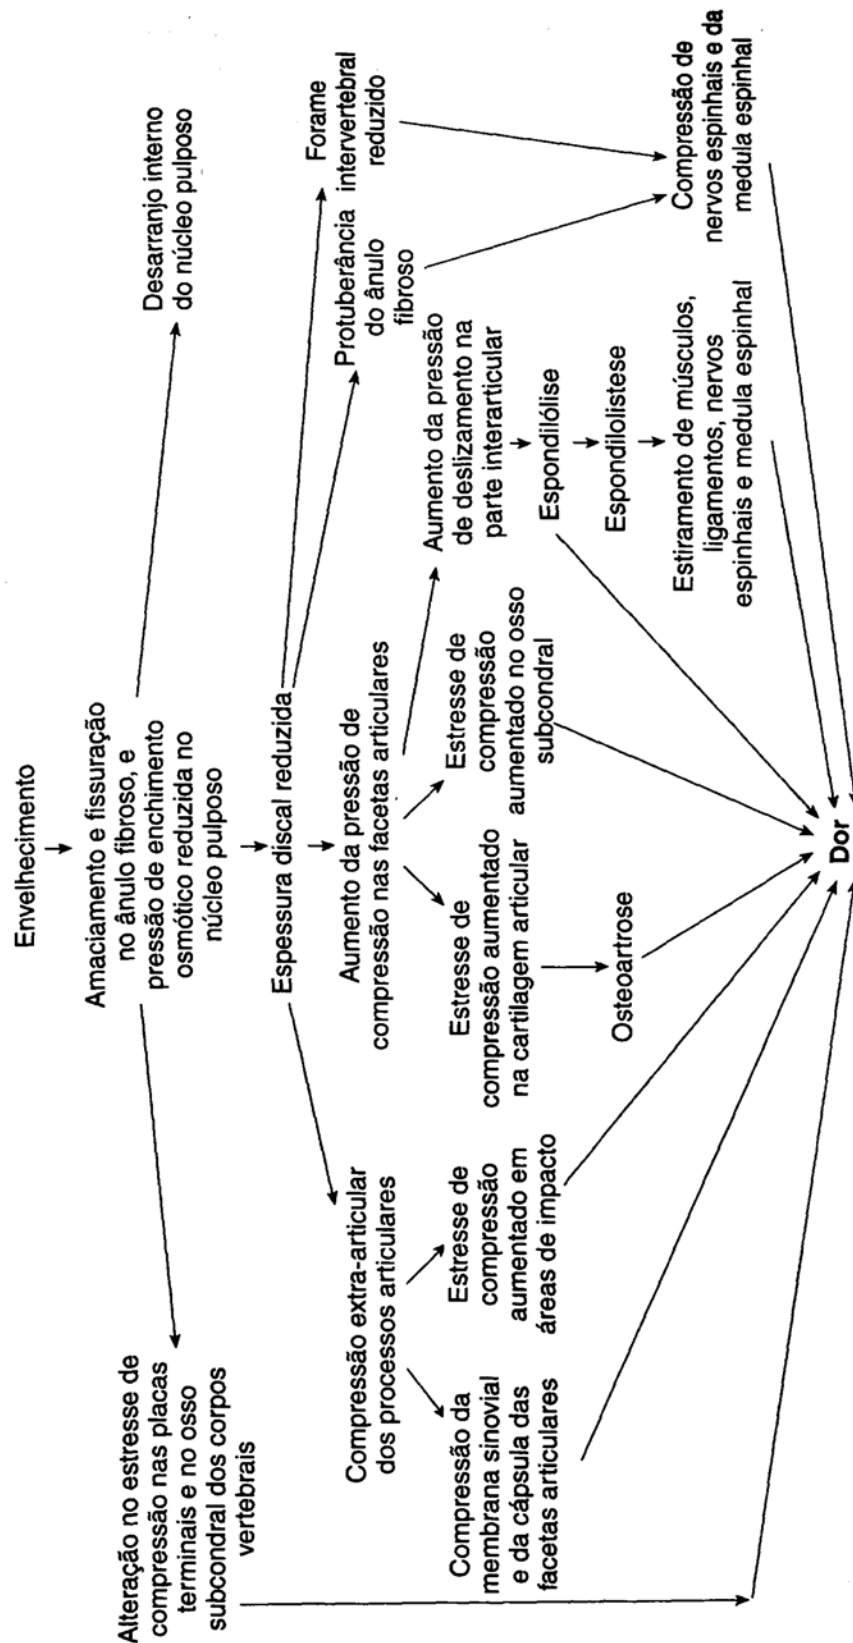 Envelhecimento
Amaciamento e fissuração
no ânulo fibroso, e
pressão de enchimento
osmótico reduzida no
núcleo pulposo
Alteração no estresse de
compressão nas placas
terminais e no osso
subcondral dos corpos
vertebrais
Desarranjo interno
do núcleo pulposo
Espessura discal reduzida
Compressão extra-articular
dos processos articulares
Aumento da pressão de
compressão nas facetas articulares
Protuberância
do ânulo
fibroso
Forame
intervertebral
reduzido
Compressão da
membrana sinovial
e da cápsula das
facetas articulares
Estresse de
compressão
aumentado em
áreas de impacto
Estresse de
compressão aumentado
na cartilagem articular
Estresse de
compressão
aumentado no osso
subcondral
Aumento da pressão
de deslizamento na
parte interarticular
Osteoartrose
Espondilólise
Espondilolistese
Estiramento de músculos,
ligamentos, nervos
espinhais e medula espinhal
Compressão de
nervos espinhais e da
medula espinhal
Dor